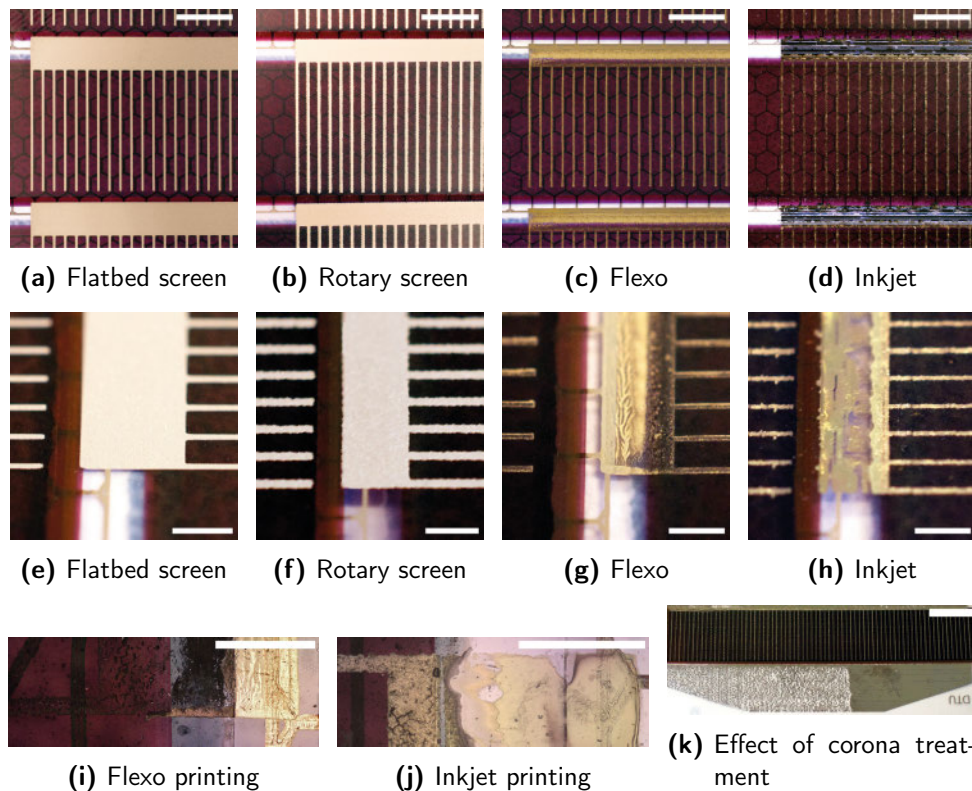 (a) Flatbed screen
(b) Rotary screen
(c) Flexo
(d) Inkjet
(e) Flatbed screen
(f) Rotary screen
(g) Flexo
(h) Inkjet
(i) Flexo printing
(j) Inkjet printing
(k) Effect of corona treat-
ment